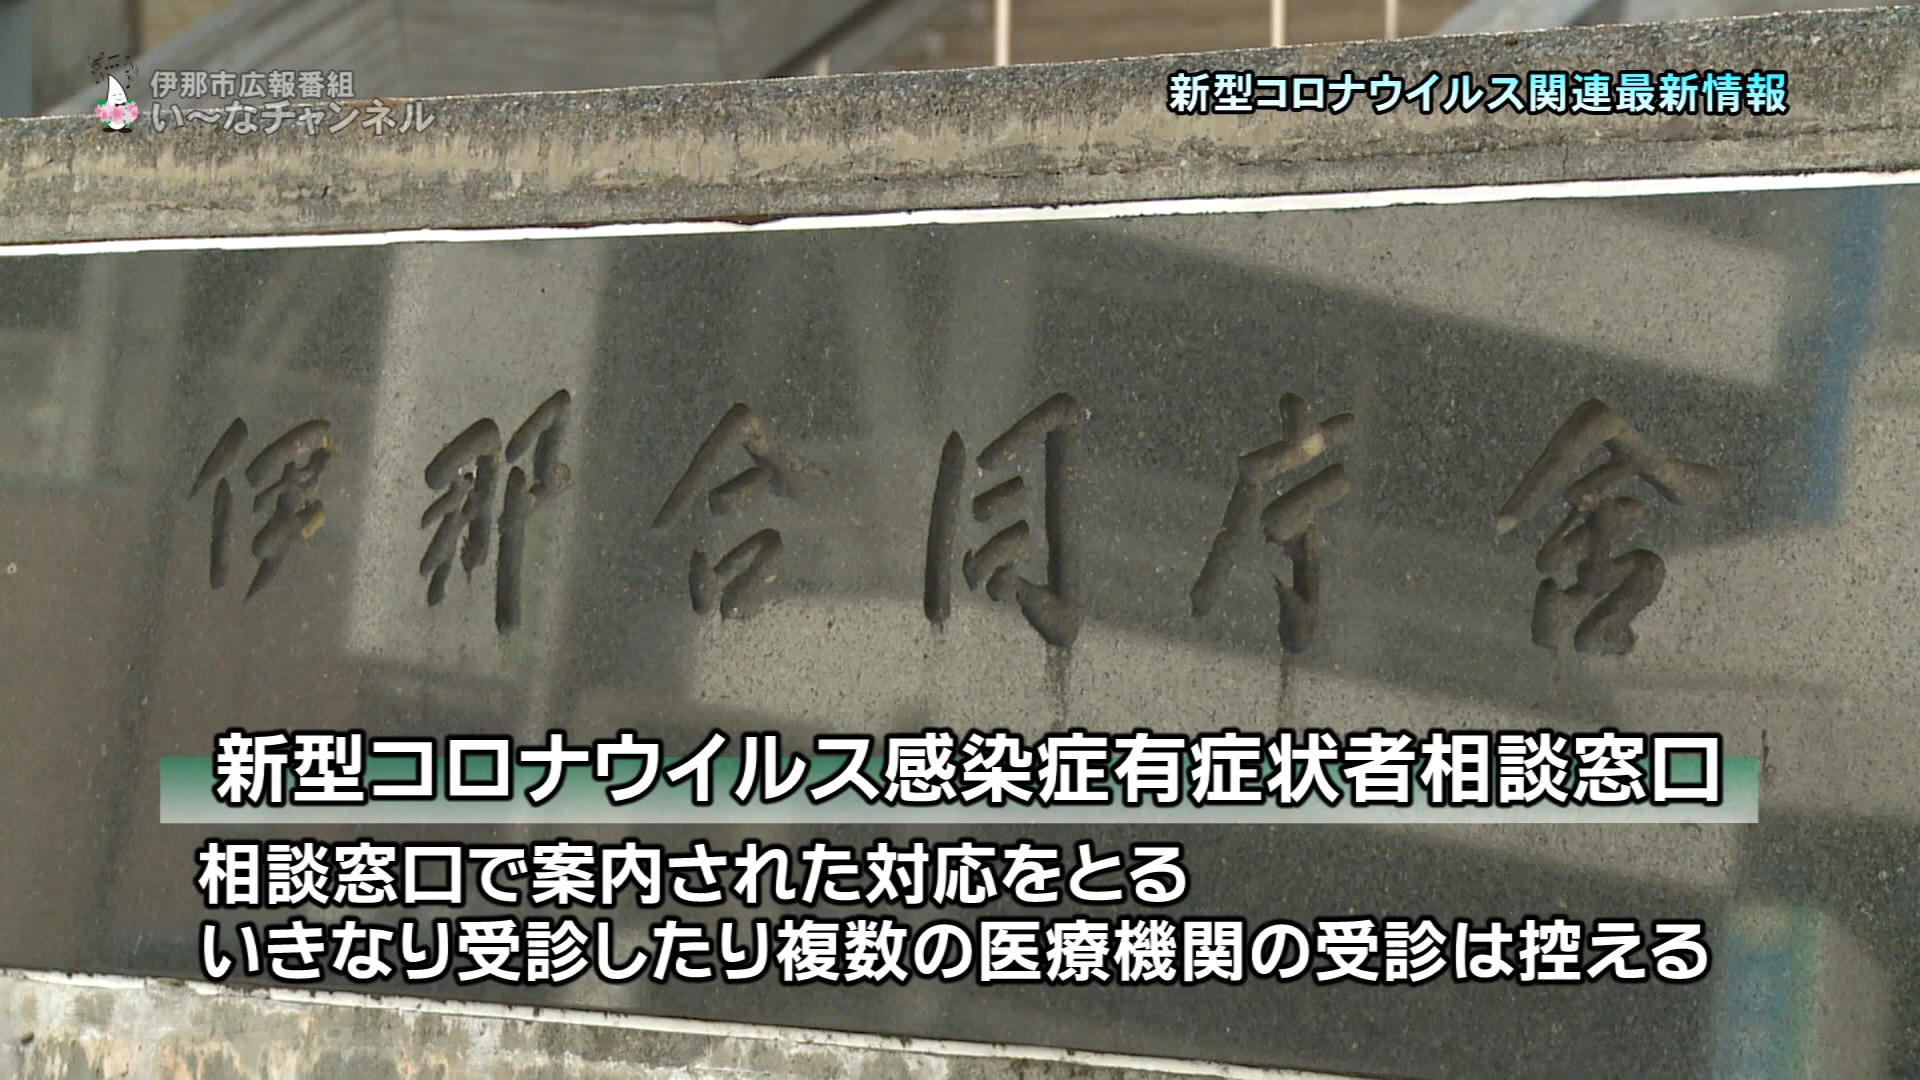 伊那市広報番組
い〜なチャンネル
新型コロナウイルス関連最新情報
伊那合同庁舎
新型コロナウイルス感染症有症状者相談窓口
相談窓口で案内された対応をとる
いきなり受診したり複数の医療機関の受診は控える